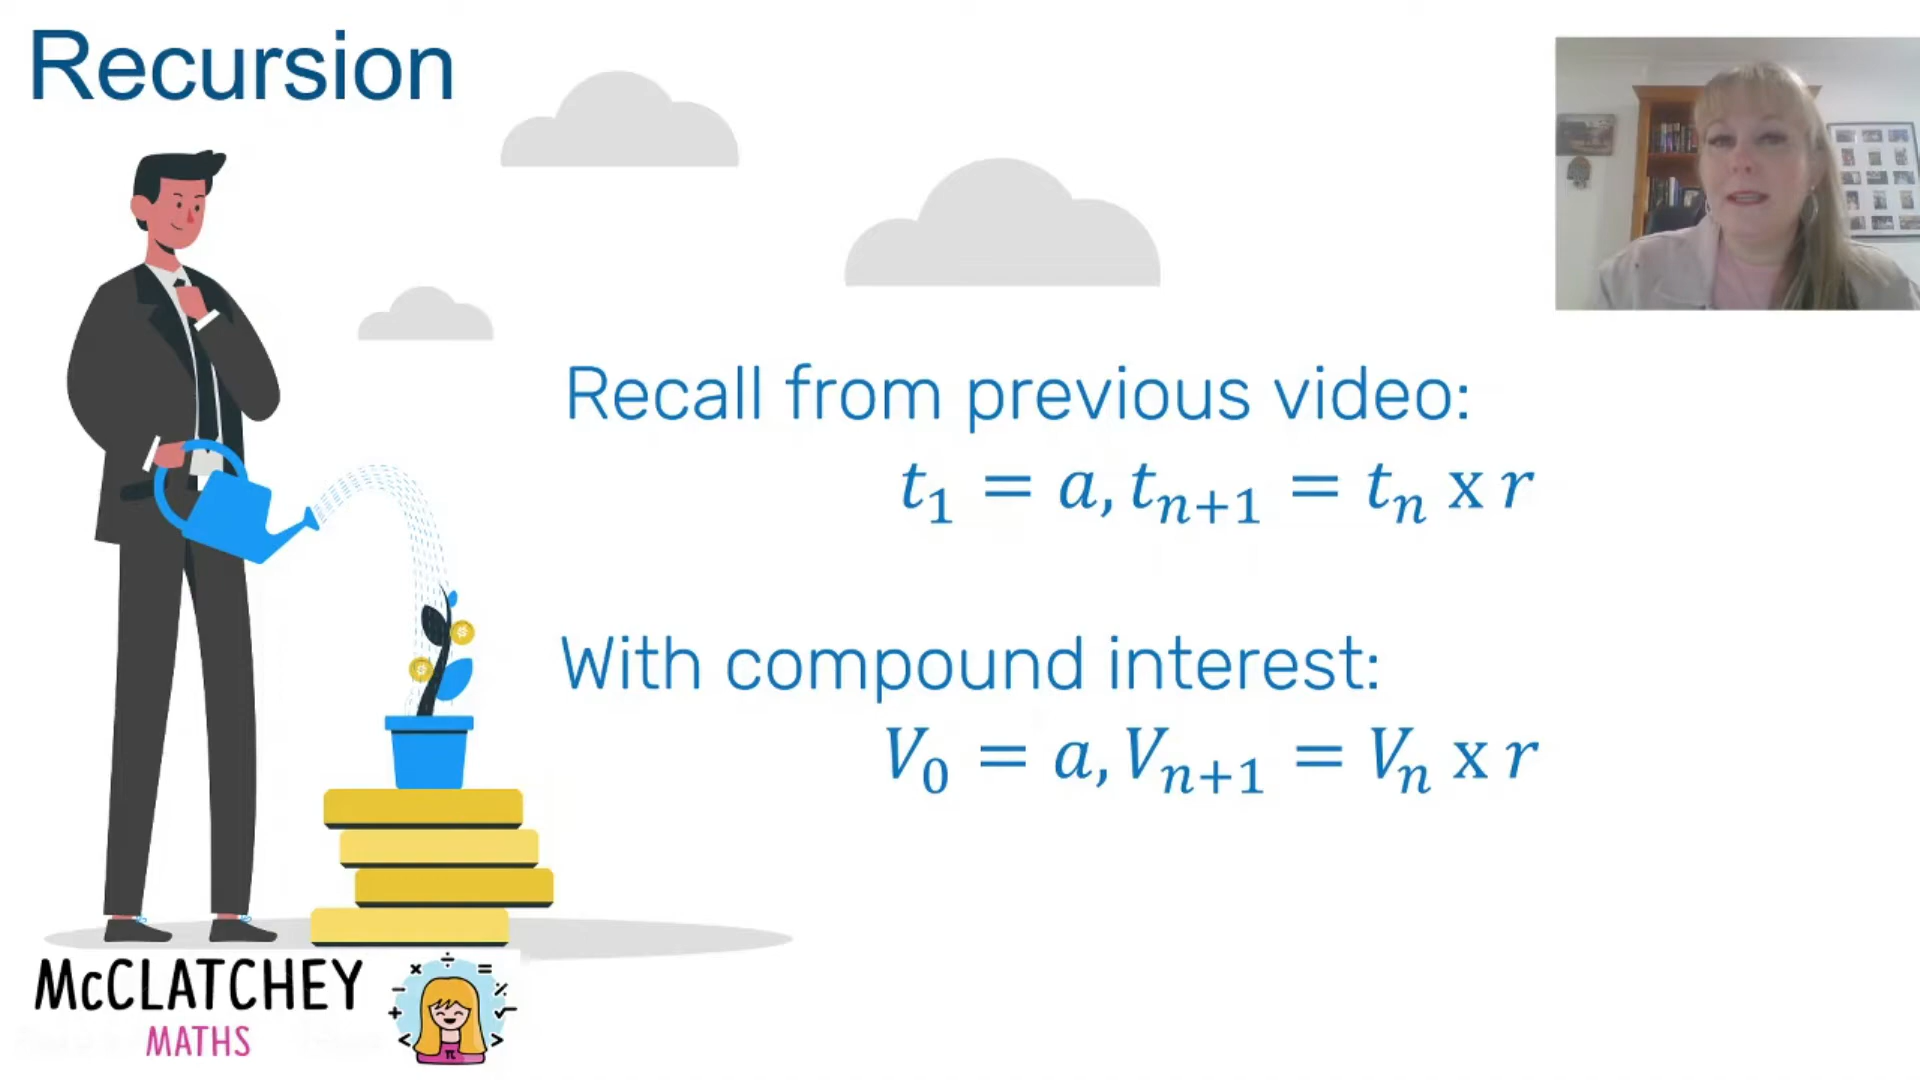 Recursion
Recall from previous video:
t₁ = a, tₙ₊₁ = tₙ x r
With compound interest:
V₀ = a, Vₙ₊₁ = Vₙ x r
McCLATCHEY
MATHS